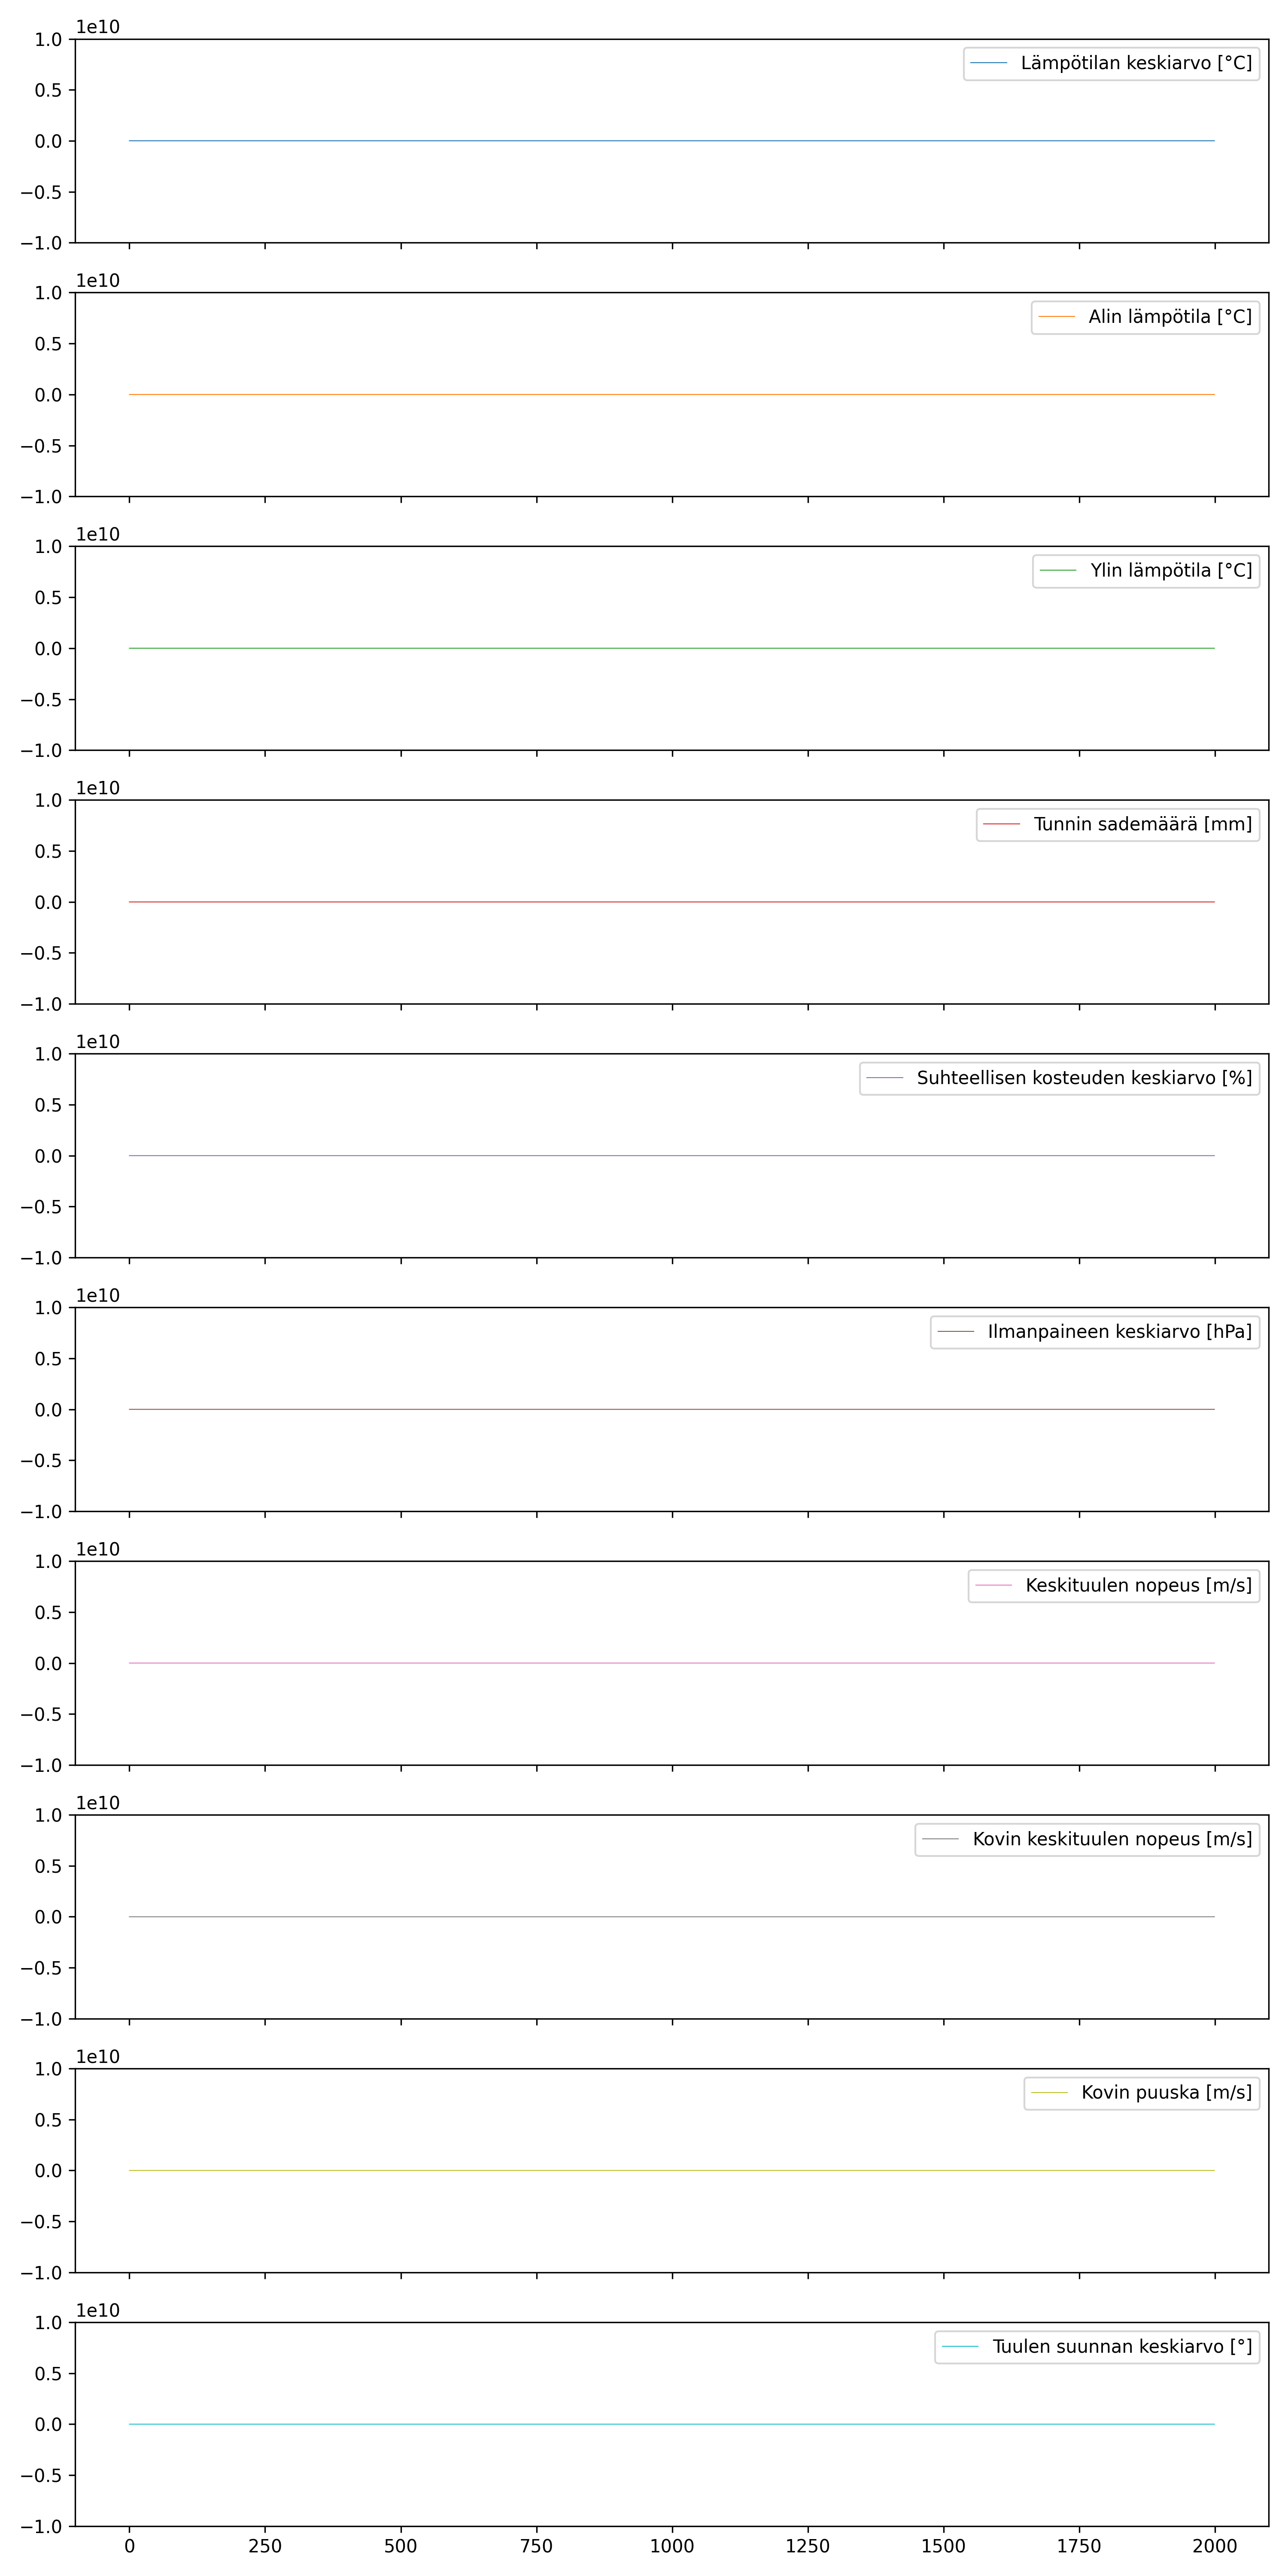 1e10
1.0
Lämpötilan keskiarvo [°C]
0.5
0.0
−0.5
−1.0
1e10
1.0
Alin lämpötila [°C]
0.5
0.0
−0.5
−1.0
1e10
1.0
Ylin lämpötila [°C]
0.5
0.0
−0.5
−1.0
1e10
1.0
Tunnin sademäärä [mm]
0.5
0.0
−0.5
−1.0
1e10
1.0
Suhteellisen kosteuden keskiarvo [%]
0.5
0.0
−0.5
−1.0
1e10
1.0
Ilmanpaineen keskiarvo [hPa]
0.5
0.0
−0.5
−1.0
1e10
1.0
Keskituulen nopeus [m/s]
0.5
0.0
−0.5
−1.0
1e10
1.0
Kovin keskituulen nopeus [m/s]
0.5
0.0
−0.5
−1.0
1e10
1.0
Kovin puuska [m/s]
0.5
0.0
−0.5
−1.0
1e10
1.0
Tuulen suunnan keskiarvo [°]
0.5
0.0
−0.5
−1.0
0 250 500 750 1000 1250 1500 1750 2000